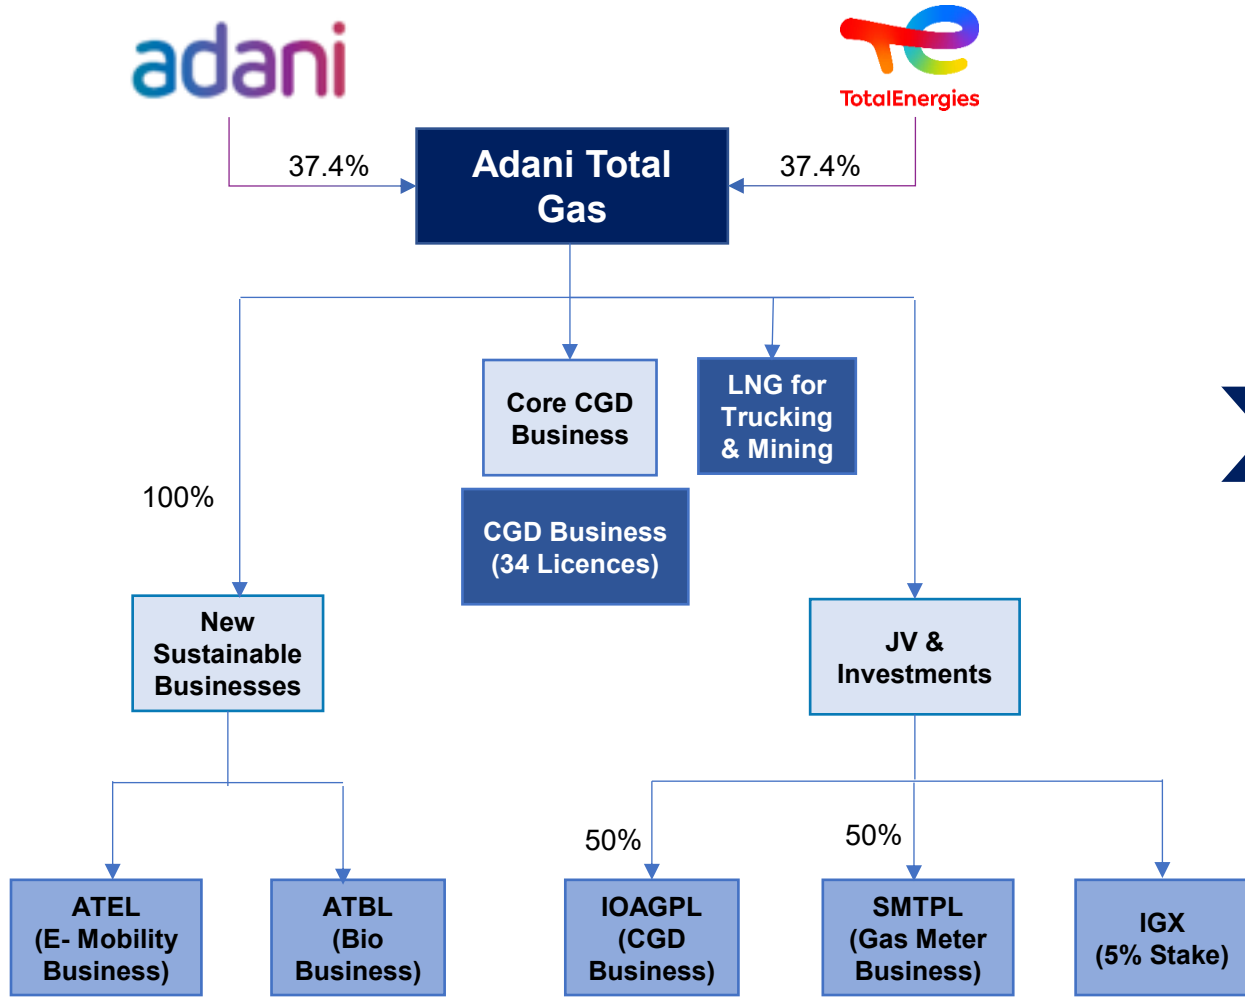 adani
TotalEnergies
37.4%
Adani Total
Gas
37.4%
Core CGD
Business
LNG for
Trucking
& Mining
100%
CGD Business
(34 Licences)
New
Sustainable
Businesses
JV &
Investments
50%
50%
ATEL
(E- Mobility
Business)
ATBL
(Bio
Business)
IOAGPL
(CGD
Business)
SMTPL
(Gas Meter
Business)
IGX
(5% Stake)